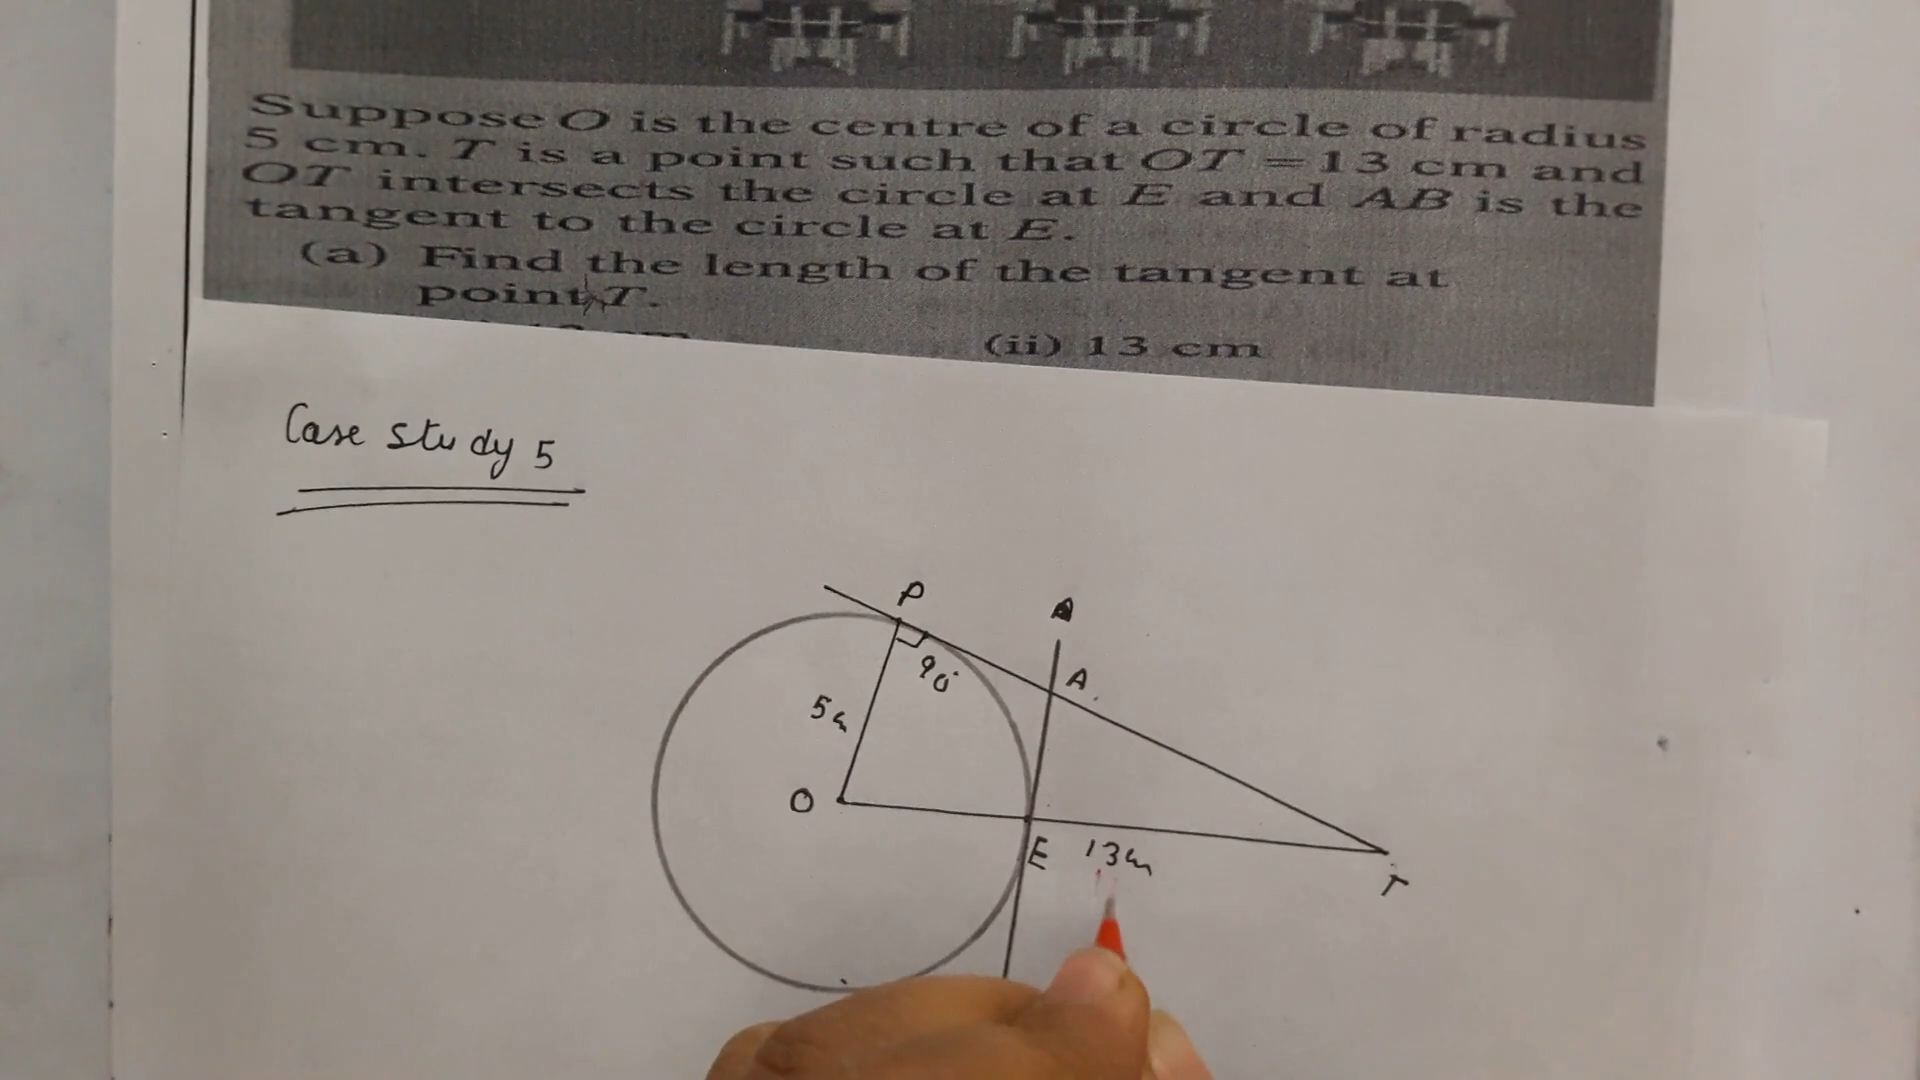 Suppose O is the centre of a circle of radius
5 cm. T is a point such that OT = 13 cm and
OT intersects the circle at E and AB is the
tangent to the circle at E.
(a) Find the length of the tangent at
point T.
(ii) 13 cm
Case study 5
P
A
A
90°
5cm
O
E
13cm
T